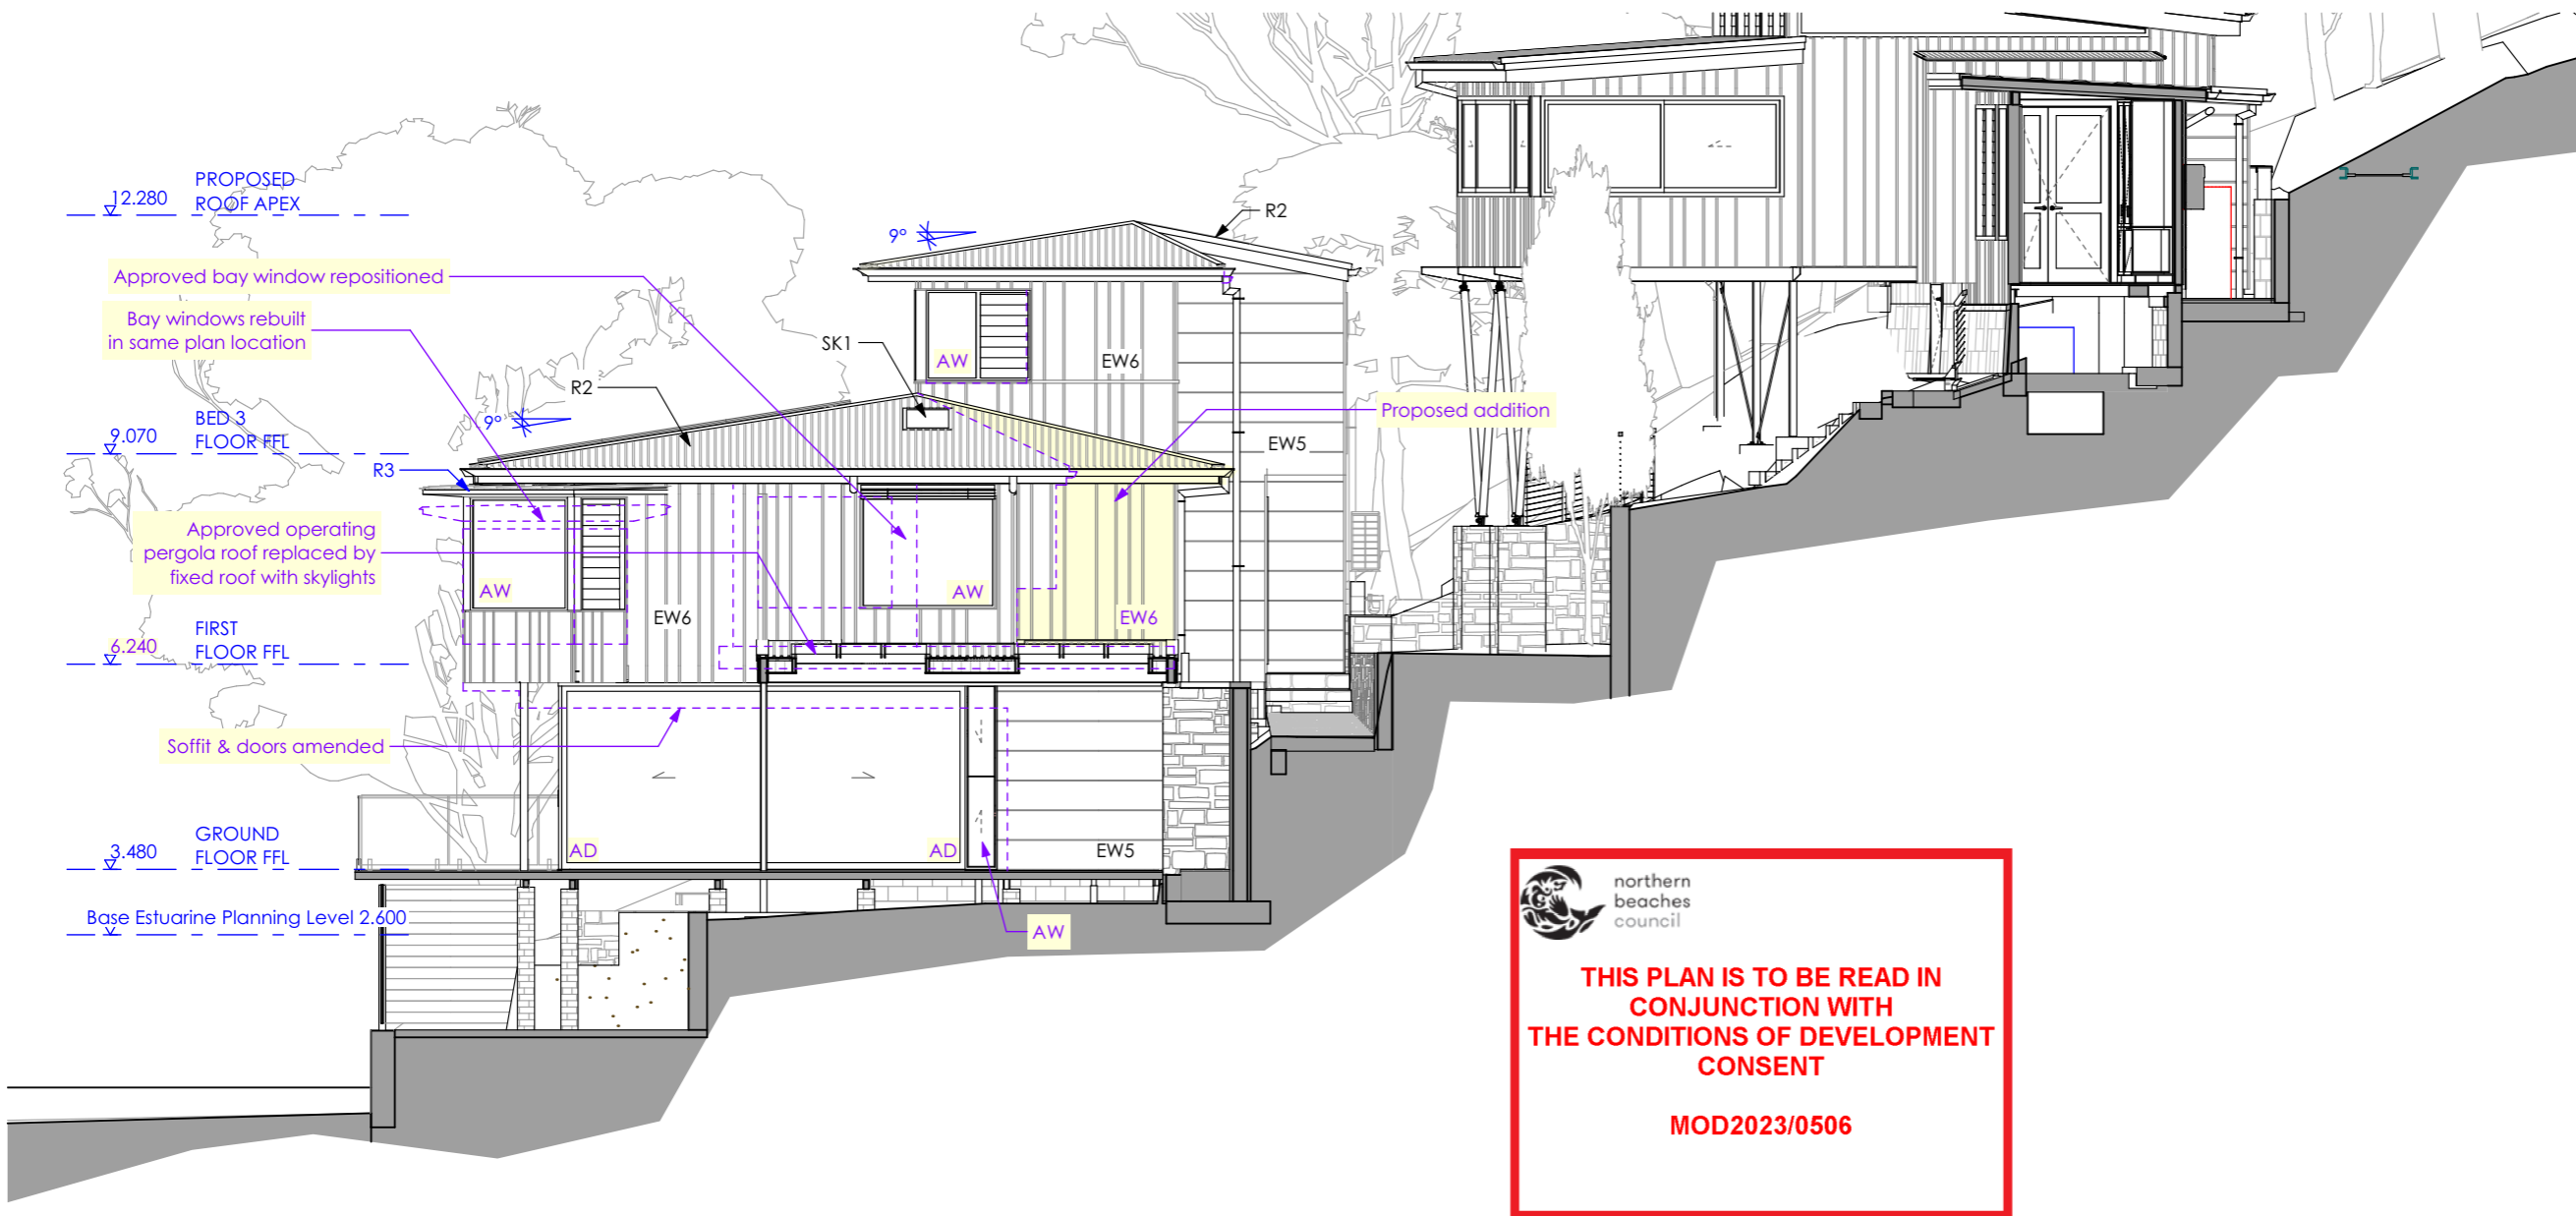 12.280
PROPOSED
ROOF APEX
9°
R2
Approved bay window repositioned
Bay windows rebuilt
in same plan location
SK1
AW
EW6
R2
Proposed addition
9.070
BED 3
FLOOR FFL
9°
EW5
R3
Approved operating
pergola roof replaced by
fixed roof with skylights
AW
AW
EW6
EW6
6.240
FIRST
FLOOR FFL
Soffit & doors amended
3.480
GROUND
FLOOR FFL
AD
AD
EW5
Base Estuarine Planning Level 2.600
AW
northern
beaches
council
THIS PLAN IS TO BE READ IN
CONJUNCTION WITH
THE CONDITIONS OF DEVELOPMENT
CONSENT
MOD2023/0506